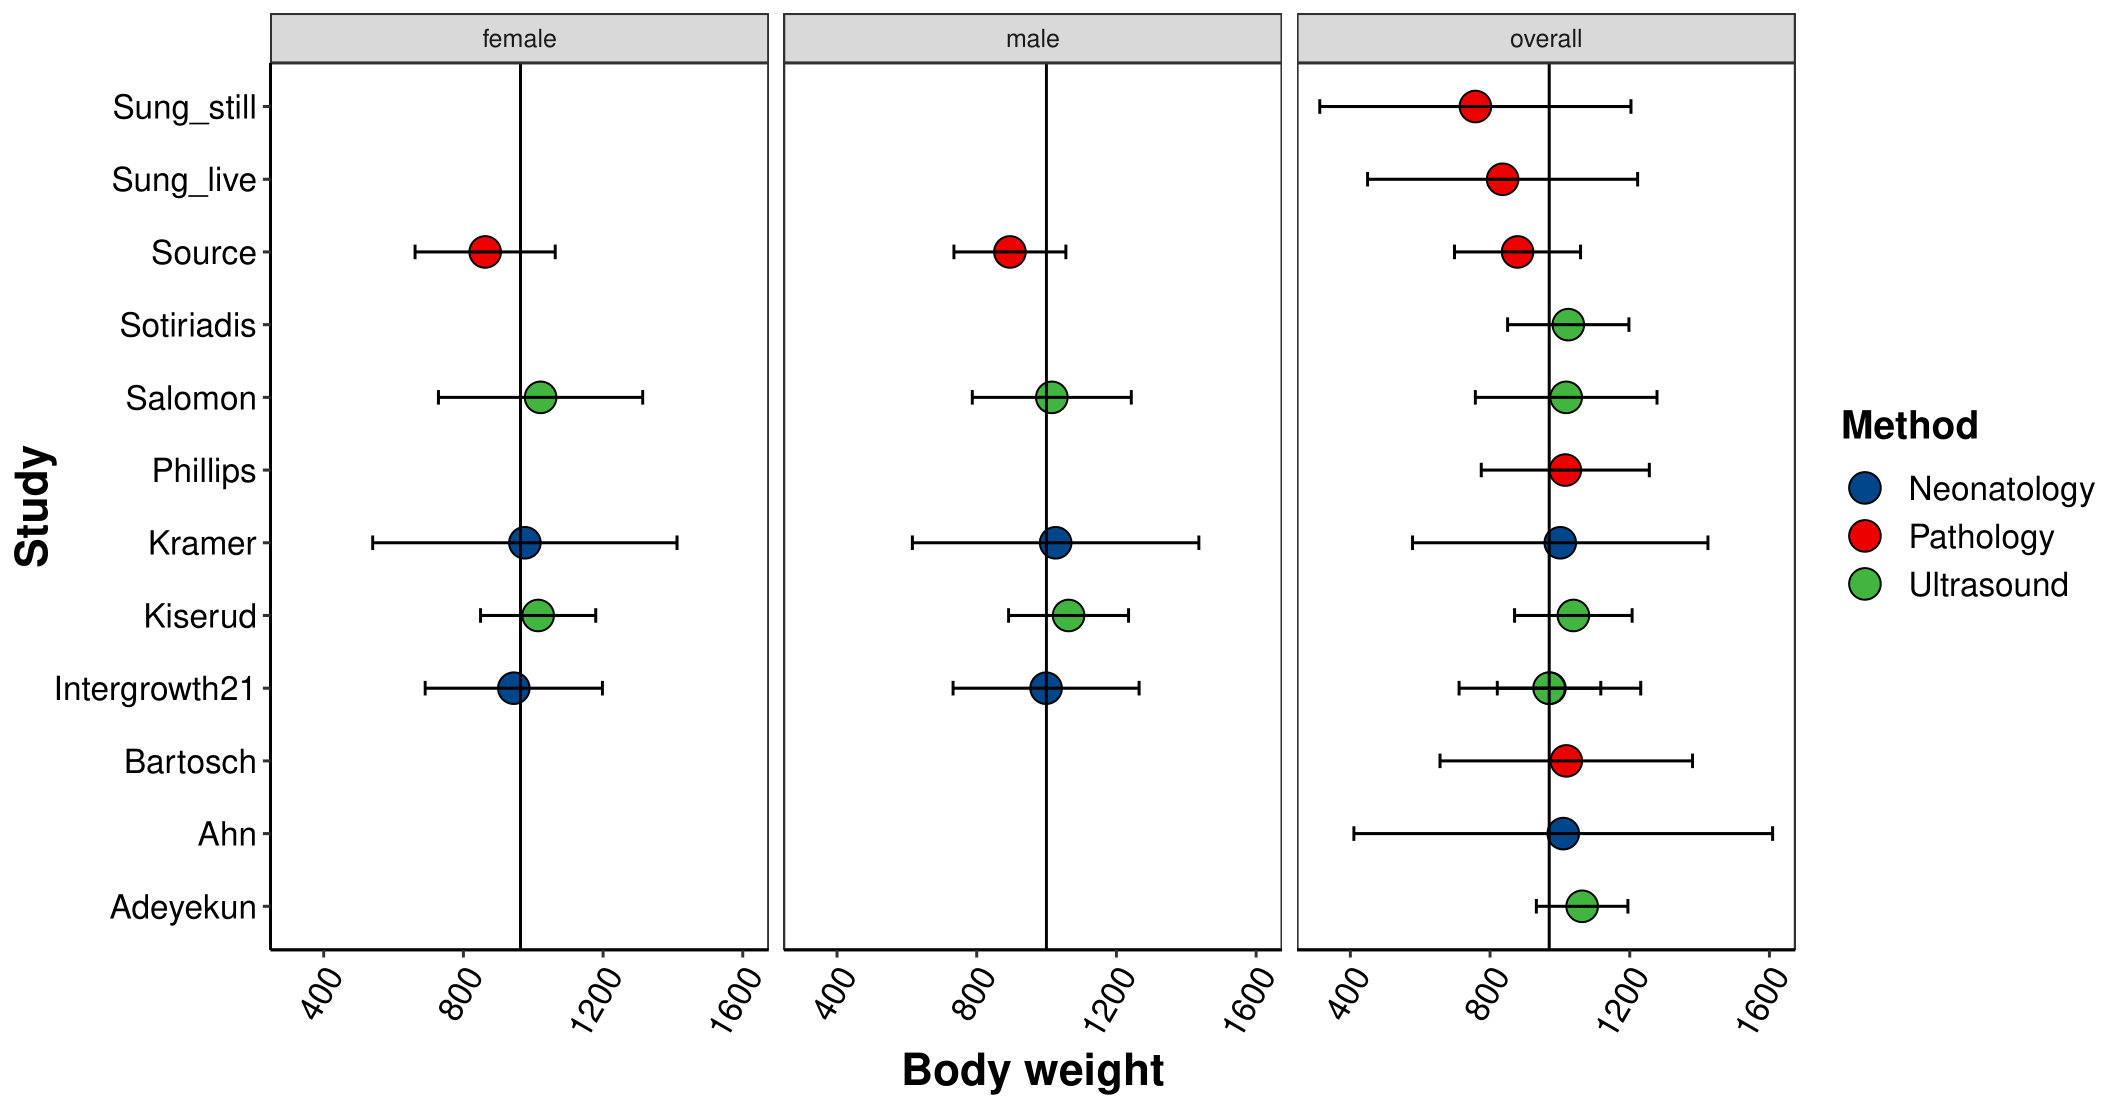 female
male
overall
Study
Sung_still
Sung_live
Source
Sotiriadis
Salomon
Phillips
Kramer
Kiserud
Intergrowth21
Bartosch
Ahn
Adeyekun
400
800
1200
1600
400
800
1200
1600
400
800
1200
1600
Body weight
Method
Neonatology
Pathology
Ultrasound